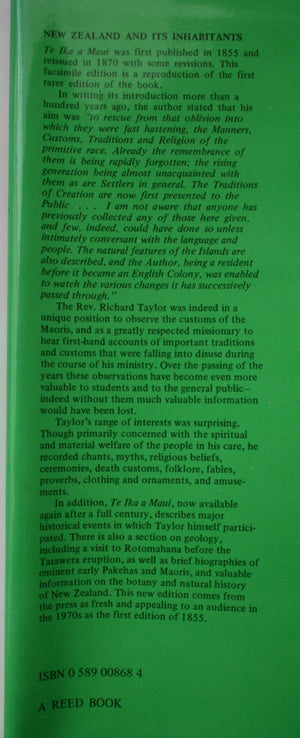 NEW ZEALAND AND ITS INHABITANTS
Te Ika a Maui was first published in 1855 and
reissued in 1870 with some revisions. This
facsimile edition is a reproduction of the first
rarer edition of the book.
In writing its introduction more than a
hundred years ago, the author stated that his
aim was "to rescue from that oblivion into
which they were fast hastening, the Manners,
Customs, Traditions and Religion of the
primitive race. Already the remembrance of
them is being rapidly forgotten; the rising
generation being almost unacquainted with
them as are Settlers in general. The Traditions
of Creation are now first presented to the
Public . . . I am not aware that anyone has
previously collected any of those here given,
and few, indeed, could have done so unless
intimately conversant with the language and
people. The natural features of the Islands are
also described, and the Author, being a resident
before it became an English Colony, was enabled
to watch the various changes it has successively
passed through."
The Rev. Richard Taylor was indeed in a
unique position to observe the customs of the
Maoris, and as a greatly respected missionary to
hear first-hand accounts of important traditions
and customs that were falling into disuse during
the course of his ministry. Over the passing of the
years these observations have become even more
valuable to students and to the general public—
indeed without them much valuable information
would have been lost.
Taylor's range of interests was surprising.
Though primarily concerned with the spiritual
and material welfare of the people in his care, he
recorded chants, myths, religious beliefs,
ceremonies, death customs, folklore, fables,
proverbs, clothing and ornaments, and amuse-
ments.
In addition, Te Ika a Maui, now available
again after a full century, describes major
historical events in which Taylor himself partici-
pated. There is also a section on geology,
including a visit to Rotomahana before the
Tarawera eruption, as well as brief biographies of
eminent early Pakehas and Maoris, and valuable
information on the botany and natural history
of New Zealand. This new edition comes from
the press as fresh and appealing to an audience in
the 1970s as the first edition of 1855.
ISBN 0 589 00868 4
A REED BOOK